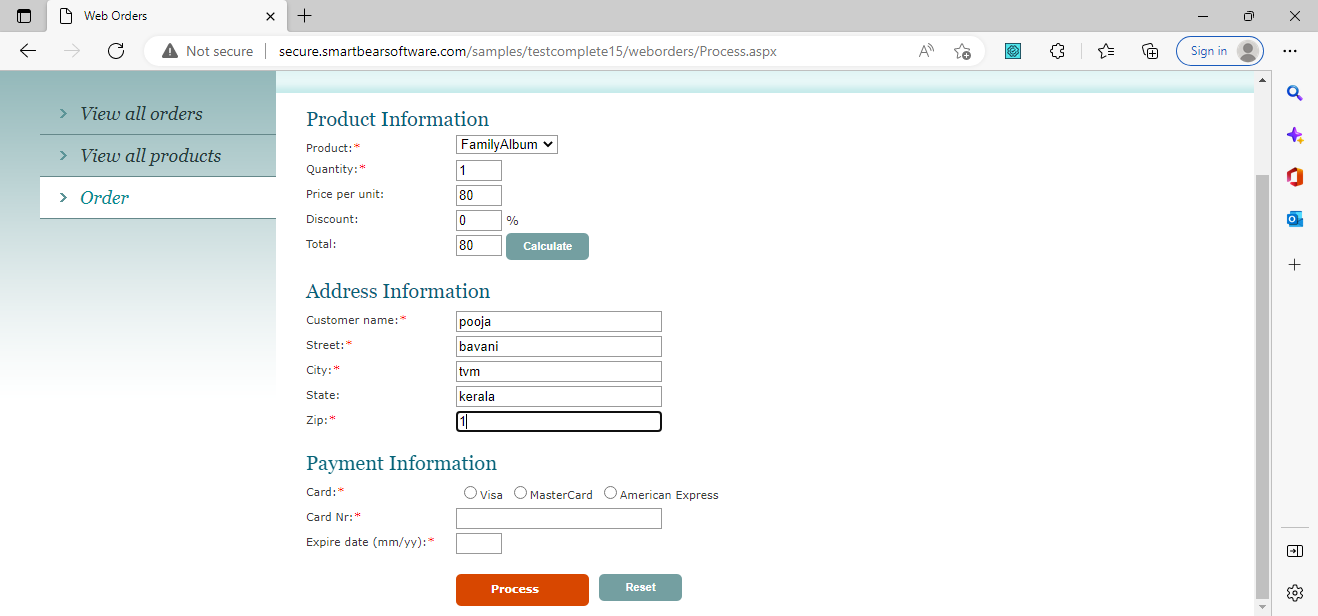 Web Orders
Not secure secure.smartbearsoftware.com/samples/testcomplete15/weborders/Process.aspx Sign in
View all orders
View all products
Order
Product Information
Product:* FamilyAlbum
Quantity:* 1
Price per unit: 80
Discount: 0 %
Total: 80 Calculate
Address Information
Customer name:* pooja
Street:* bavani
City:* tvm
State: kerala
Zip:* 1
Payment Information
Card:* Visa MasterCard American Express
Card Nr:*
Expire date (mm/yy):*
Process Reset